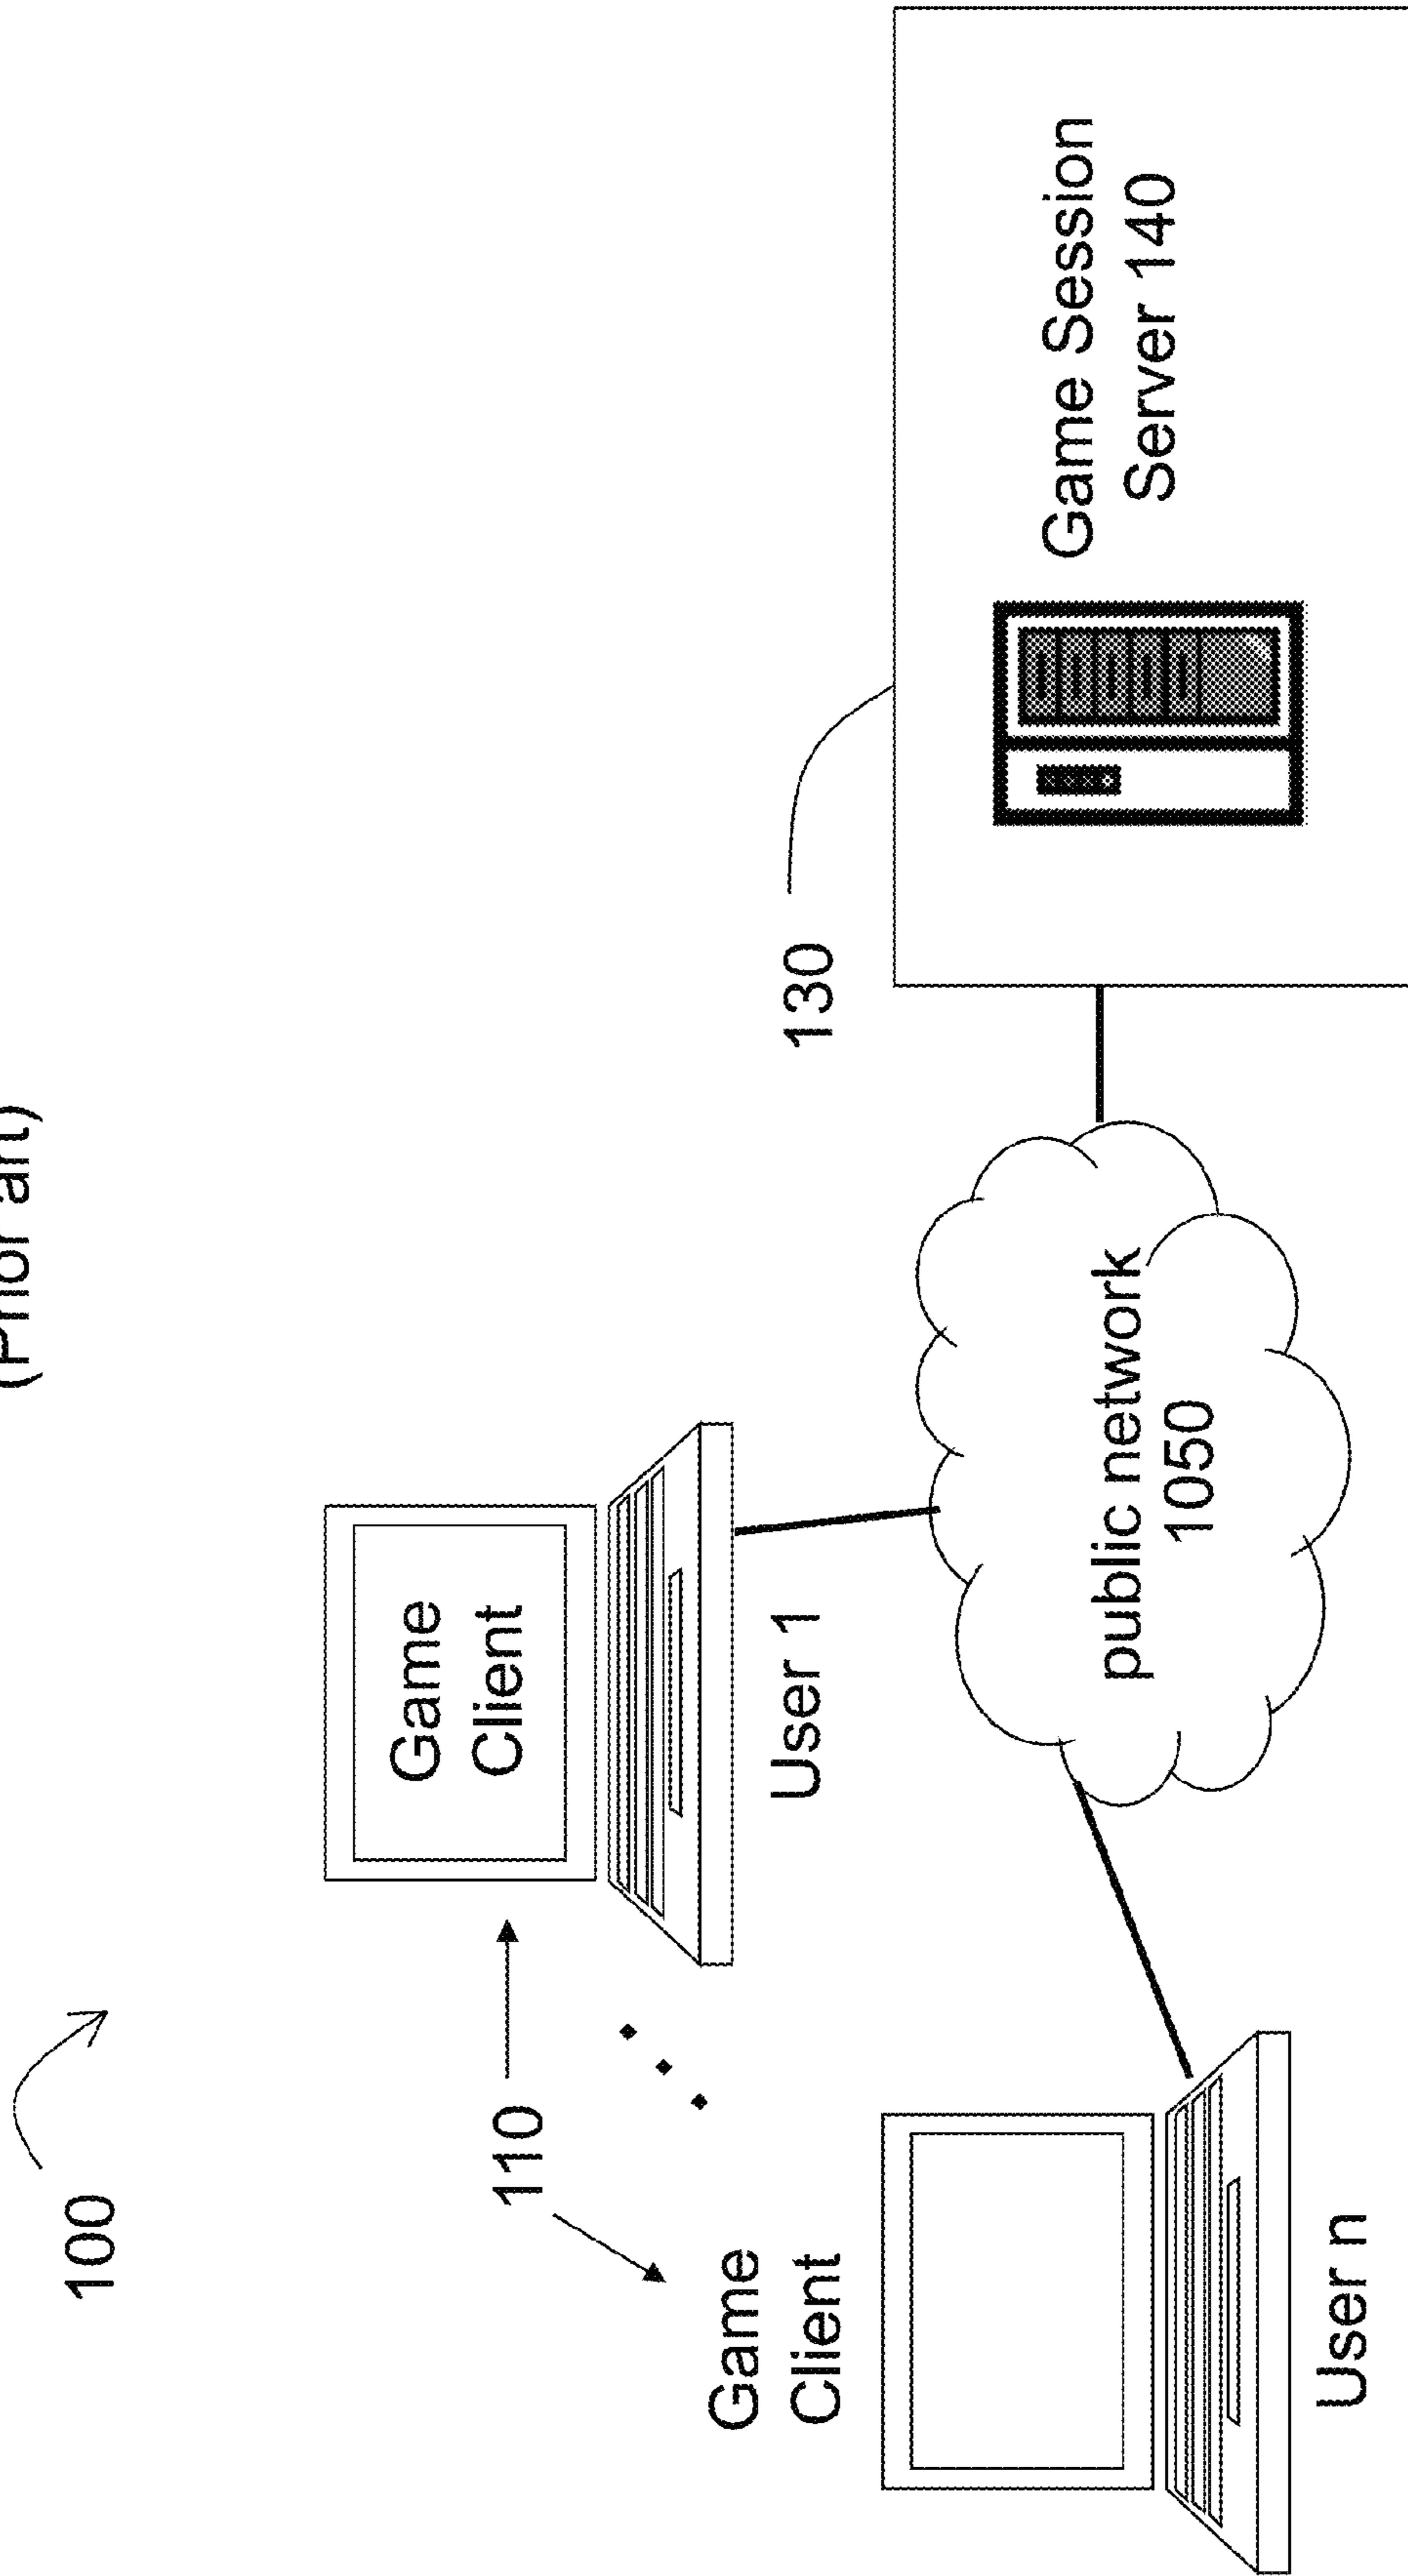 (Prior art)
100
110
Game
Client
User 1
Game
Client
User n
public network
1050
130
Game Session
Server 140